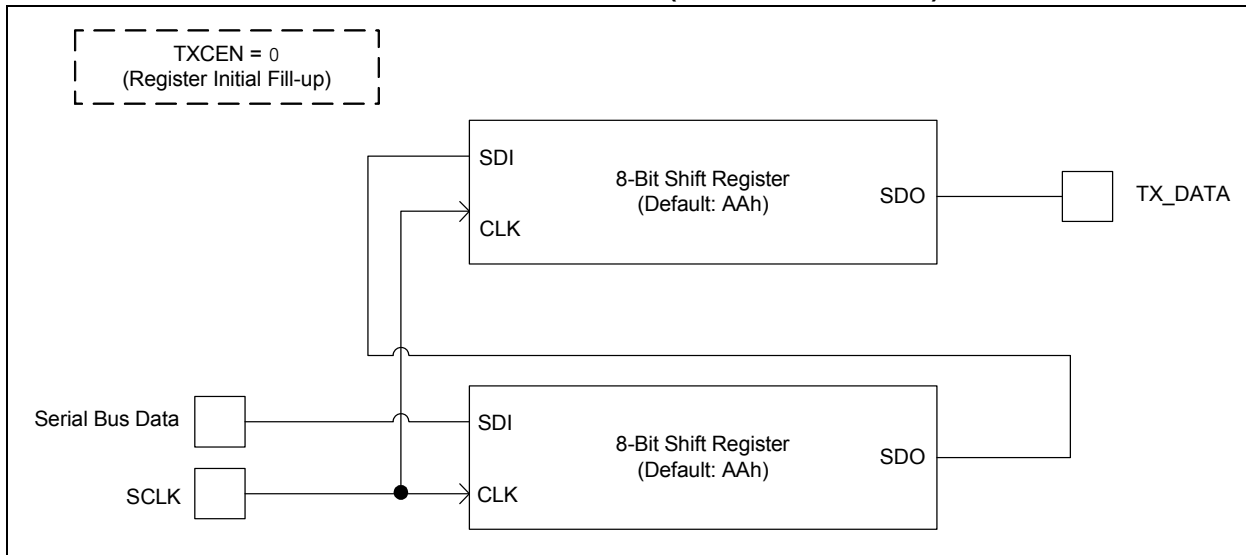 TXCEN = 0
(Register Initial Fill-up)
SDI
8-Bit Shift Register
(Default: AAh)
SDO
TX_DATA
CLK
Serial Bus Data
SDI
8-Bit Shift Register
(Default: AAh)
SDO
SCLK
CLK